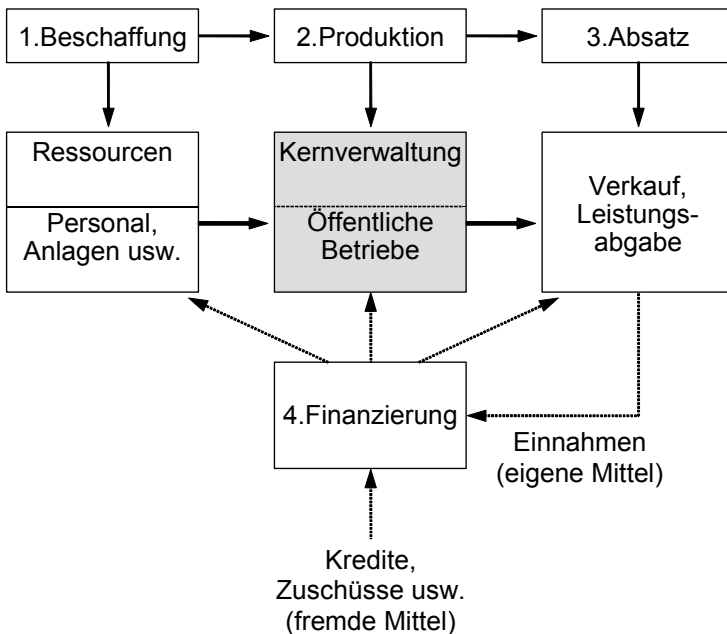 1.Beschaffung
2.Produktion
3.Absatz
Ressourcen
Personal,
Anlagen usw.
Kernverwaltung
Öffentliche
Betriebe
Verkauf,
Leistungs-
abgabe
4.Finanzierung
Einnahmen
(eigene Mittel)
Kredite,
Zuschüsse usw.
(fremde Mittel)